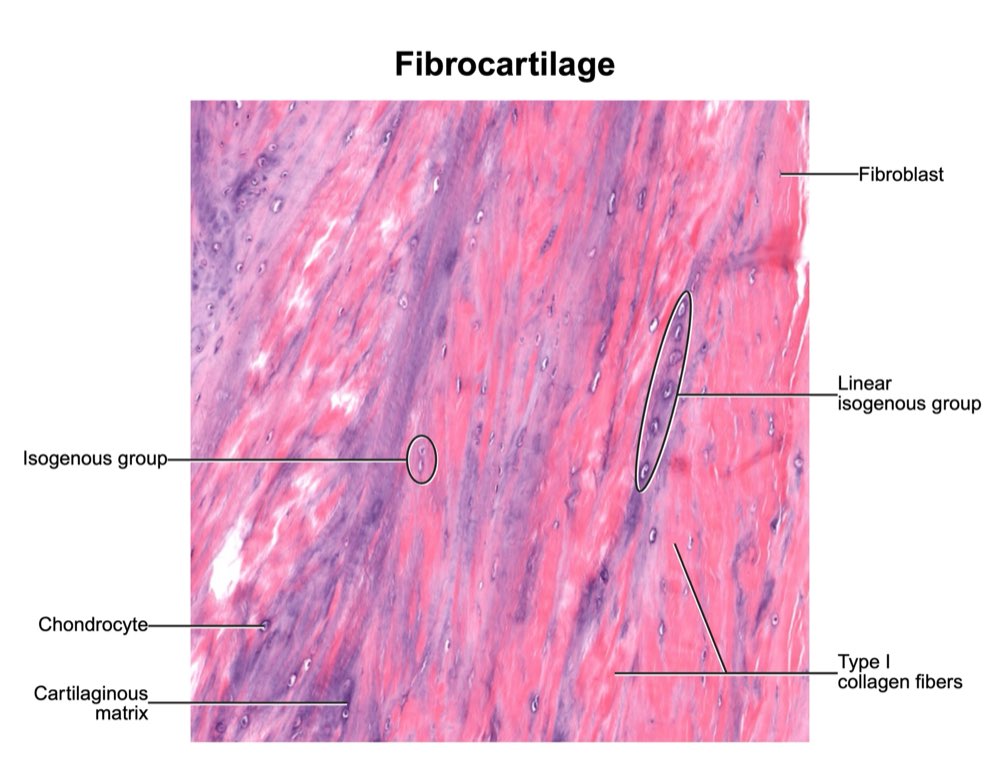 Fibrocartilage
Fibroblast
Linear
isogenous group
Isogenous group
Chondrocyte
Type I
collagen fibers
Cartilaginous
matrix